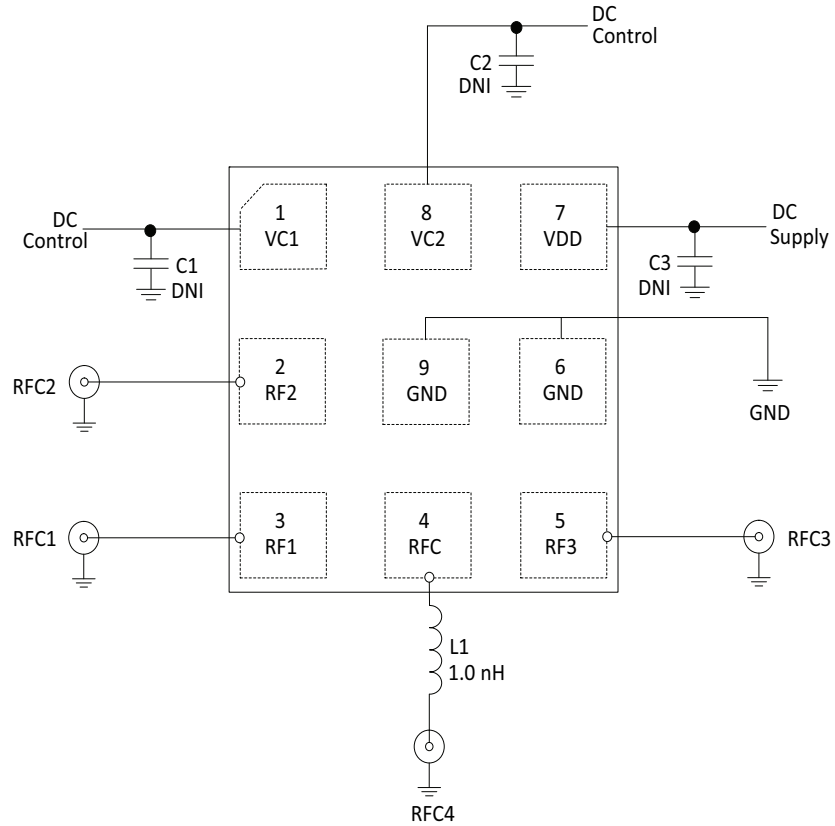 DC
Control
C2
DNI
DC
Control
C1
DNI
1
VC1
8
VC2
7
VDD
DC
Supply
C3
DNI
RFC2
2
RF2
9
GND
6
GND
GND
RFC1
3
RF1
4
RFC
5
RF3
RFC3
L1
1.0 nH
RFC4